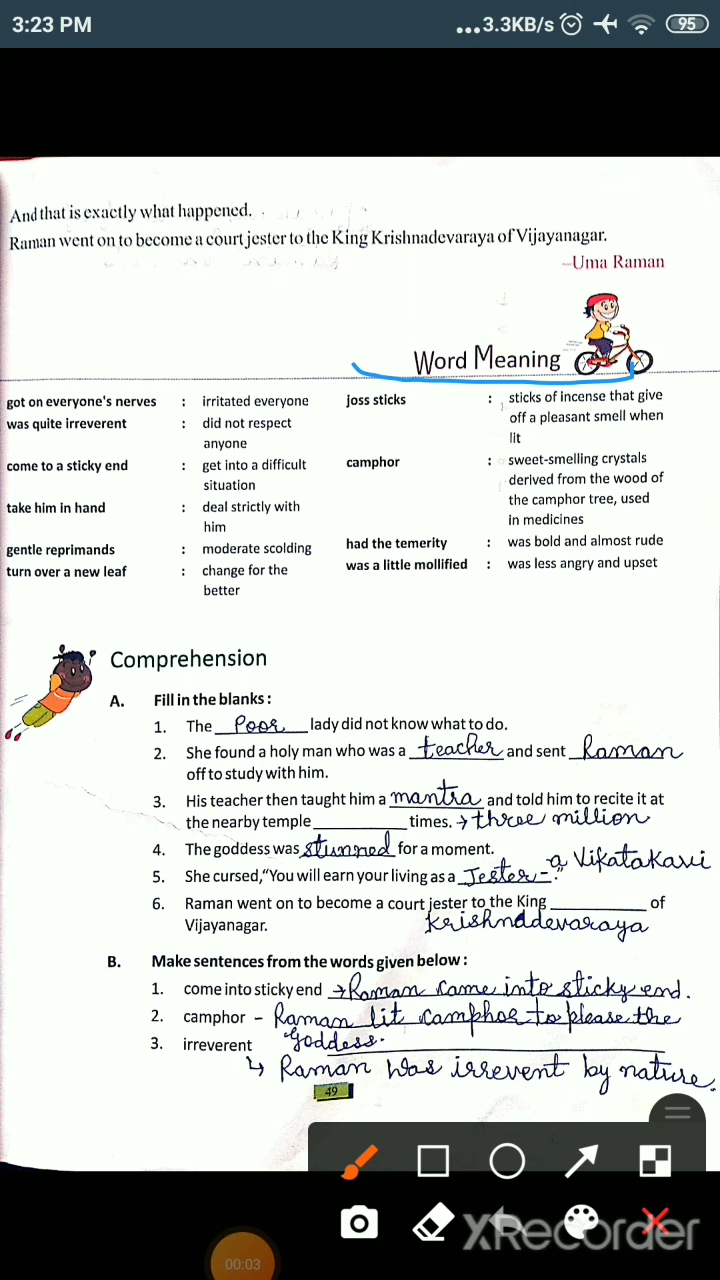 3:23 PM ...3.3KB/s 95
And that is exactly what happened.
Raman went on to become a court jester to the King Krishnadevaraya of Vijayanagar.
–Uma Raman
Word Meaning
got on everyone's nerves : irritated everyone
was quite irreverent : did not respect
anyone
come to a sticky end : get into a difficult
situation
take him in hand : deal strictly with
him
gentle reprimands : moderate scolding
turn over a new leaf : change for the
better
joss sticks : sticks of incense that give
off a pleasant smell when
lit
camphor : sweet-smelling crystals
derived from the wood of
the camphor tree, used
in medicines
had the temerity : was bold and almost rude
was a little mollified : was less angry and upset
Comprehension
A. Fill in the blanks :
1. The Poor lady did not know what to do.
2. She found a holy man who was a teacher and sent Raman
off to study with him.
3. His teacher then taught him a mantra and told him to recite it at
the nearby temple __________ times. → three million
4. The goddess was stunned for a moment.
5. She cursed, "You will earn your living as a Jester – ." a Vikatakavi
6. Raman went on to become a court jester to the King __________ of
Vijayanagar. Krishnadevaraya
B. Make sentences from the words given below :
1. come into sticky end → Raman came into sticky end.
2. camphor – Raman lit camphor to please the
Goddess.
3. irreverent
↳ Raman was irrevent by nature.
49
XRecorder
00:03